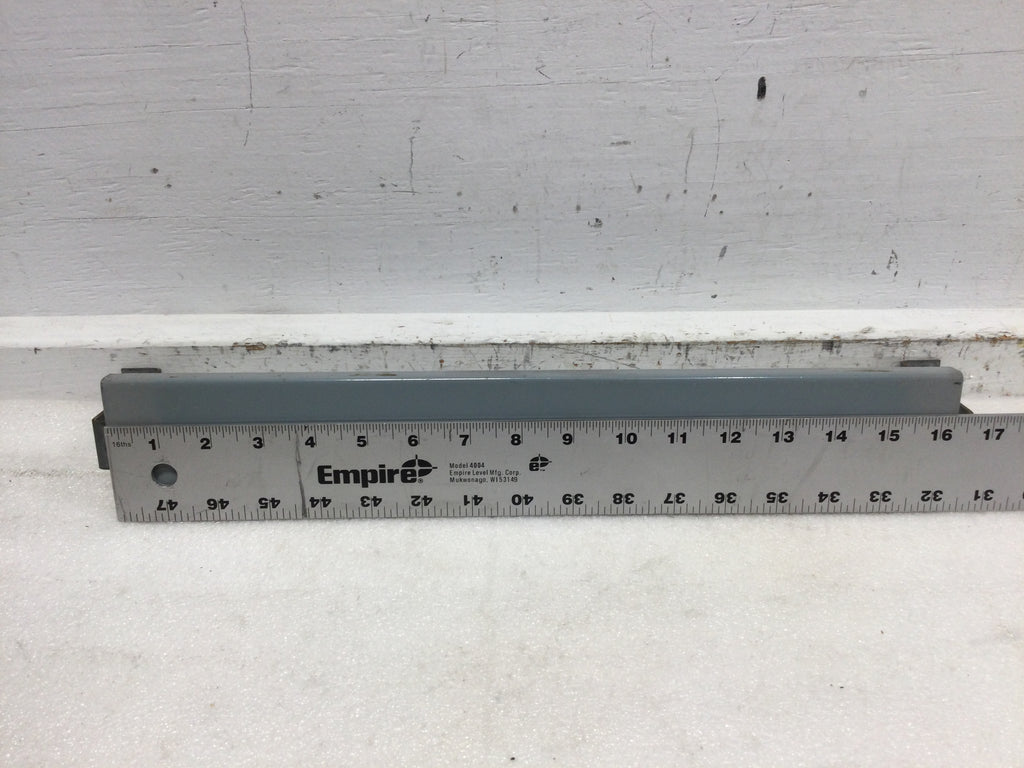 16ths 1 2 3 4 5 6 7 8 9 10 11 12 13 14 15 16 17
Empire®
e
Model 4004
Empire Level Mfg. Corp.
Mukwonago, WI 53149
47 46 45 44 43 42 41 40 39 38 37 36 35 34 33 32 31